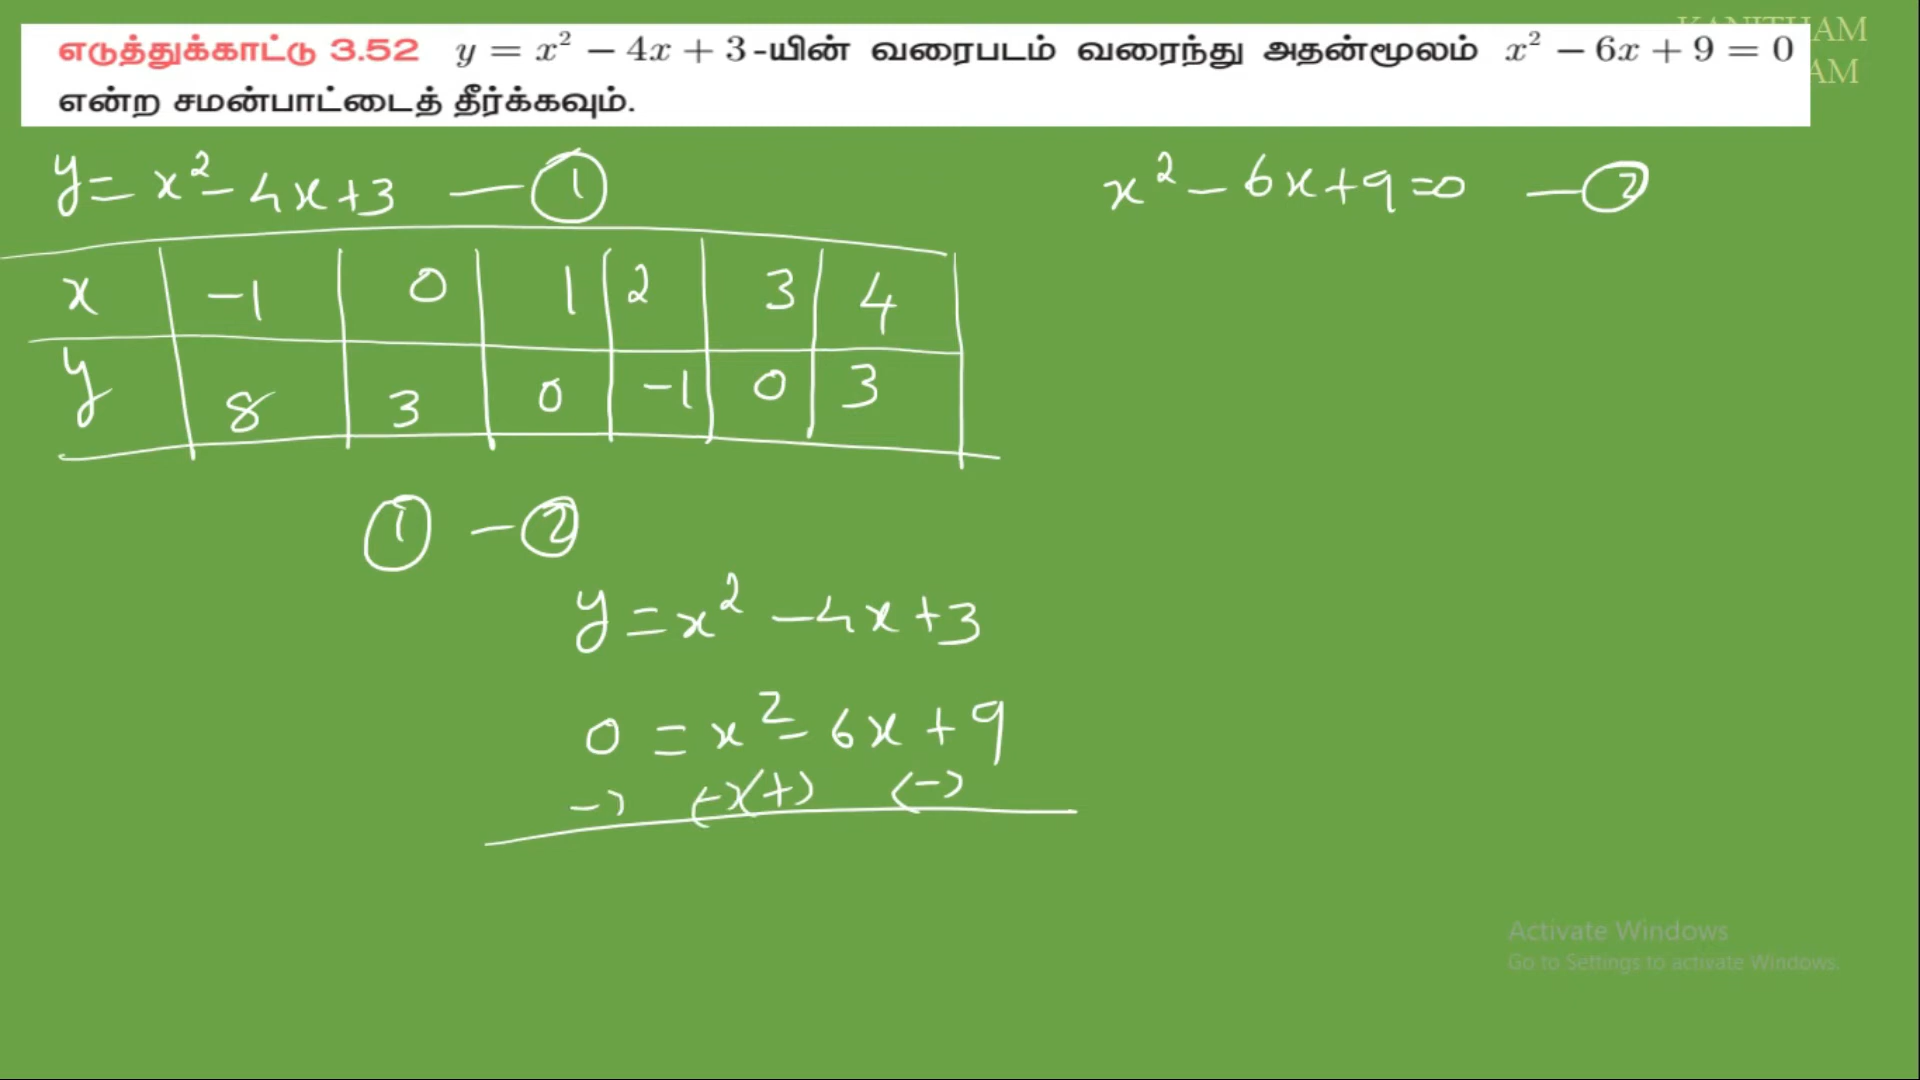 KANITHAM
எடுத்துக்காட்டு 3.52 y = x² − 4x + 3 -யின் வரைபடம் வரைந்து அதன்மூலம் x² − 6x + 9 = 0
AM
என்ற சமன்பாட்டைத் தீர்க்கவும்.
y = x² - 4x + 3 — ①
x² - 6x + 9 = 0 — ②
x -1 0 1 2 3 4
y 8 3 0 -1 0 3
① - ②
y = x² - 4x + 3
0 = x² - 6x + 9
-) (-)(+) (-)
Activate Windows
Go to Settings to activate Windows.